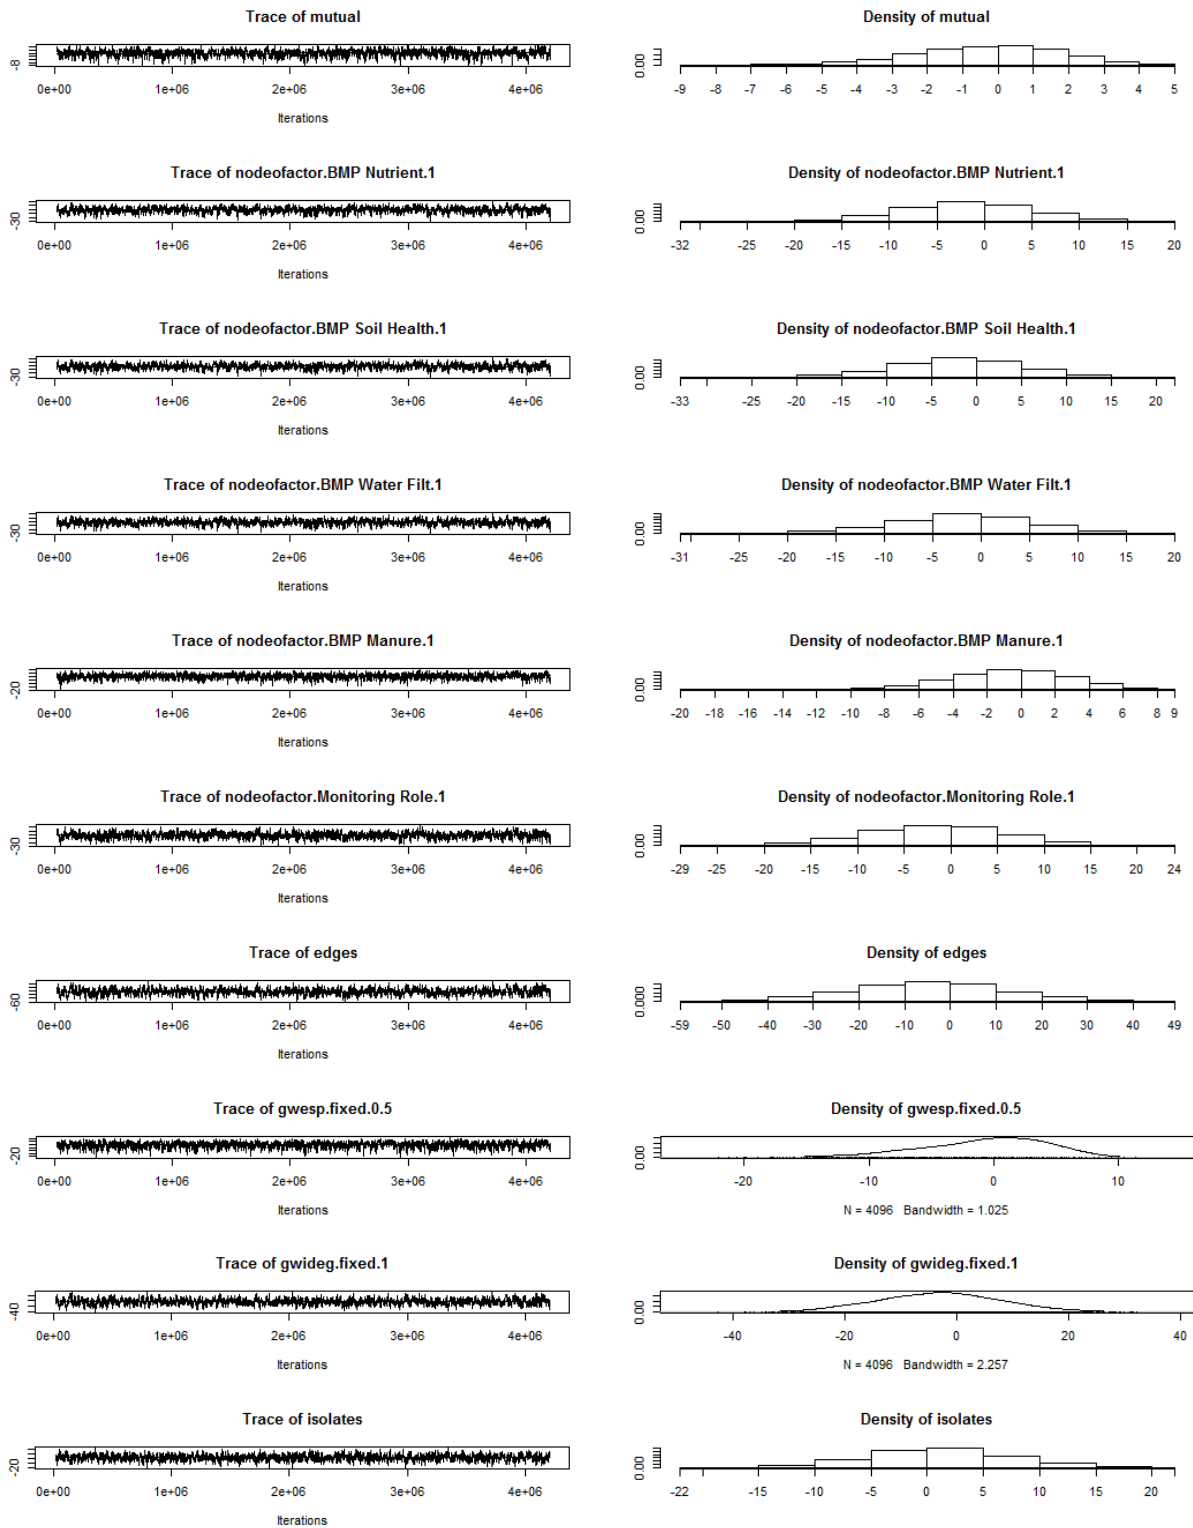 Trace of mutual
Density of mutual
-8
0.00
0e+00 1e+06 2e+06 3e+06 4e+06
-9 -8 -7 -6 -5 -4 -3 -2 -1 0 1 2 3 4 5
Iterations
Trace of nodeofactor.BMP Nutrient.1
Density of nodeofactor.BMP Nutrient.1
-30
0.00
0e+00 1e+06 2e+06 3e+06 4e+06
-32 -25 -20 -15 -10 -5 0 5 10 15 20
Iterations
Trace of nodeofactor.BMP Soil Health.1
Density of nodeofactor.BMP Soil Health.1
-30
0.00
0e+00 1e+06 2e+06 3e+06 4e+06
-33 -25 -20 -15 -10 -5 0 5 10 15 20
Iterations
Trace of nodeofactor.BMP Water Filt.1
Density of nodeofactor.BMP Water Filt.1
-30
0.00
0e+00 1e+06 2e+06 3e+06 4e+06
-31 -25 -20 -15 -10 -5 0 5 10 15 20
Iterations
Trace of nodeofactor.BMP Manure.1
Density of nodeofactor.BMP Manure.1
-20
0.00
0e+00 1e+06 2e+06 3e+06 4e+06
-20 -18 -16 -14 -12 -10 -8 -6 -4 -2 0 2 4 6 8 9
Iterations
Trace of nodeofactor.Monitoring Role.1
Density of nodeofactor.Monitoring Role.1
-30
0.00
0e+00 1e+06 2e+06 3e+06 4e+06
-29 -25 -20 -15 -10 -5 0 5 10 15 20 24
Iterations
Trace of edges
Density of edges
-60
0.000
0e+00 1e+06 2e+06 3e+06 4e+06
-59 -50 -40 -30 -20 -10 0 10 20 30 40 49
Iterations
Trace of gwesp.fixed.0.5
Density of gwesp.fixed.0.5
-20
0.00
0e+00 1e+06 2e+06 3e+06 4e+06
-20 -10 0 10
Iterations
N = 4096 Bandwidth = 1.025
Trace of gwideg.fixed.1
Density of gwideg.fixed.1
-40
0.00
0e+00 1e+06 2e+06 3e+06 4e+06
-40 -20 0 20 40
Iterations
N = 4096 Bandwidth = 2.257
Trace of isolates
Density of isolates
-20
0.00
0e+00 1e+06 2e+06 3e+06 4e+06
-22 -15 -10 -5 0 5 10 15 20
Iterations